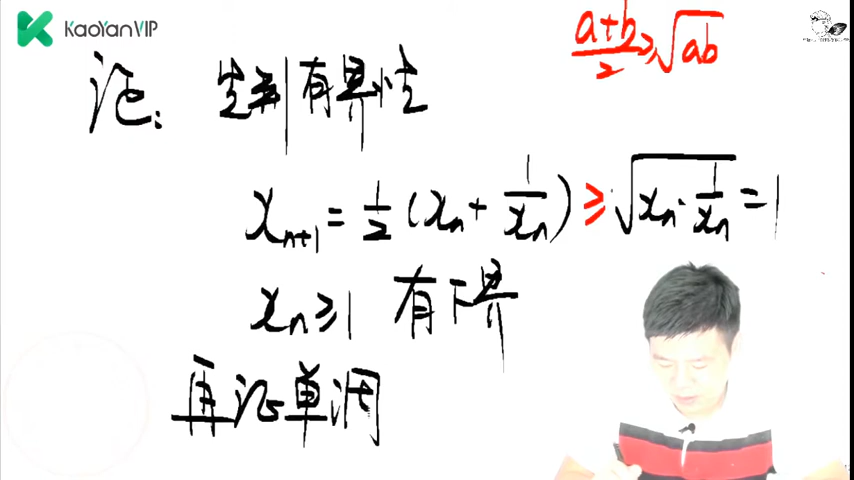 KaoYanVIP
(a+b)/2 ≥ √ab
证: 先判有界性
x_{n+1} = 1/2 (x_n + 1/x_n) ≥ √(x_n · 1/x_n) = 1
x_n ≥ 1 有下界
再证单调